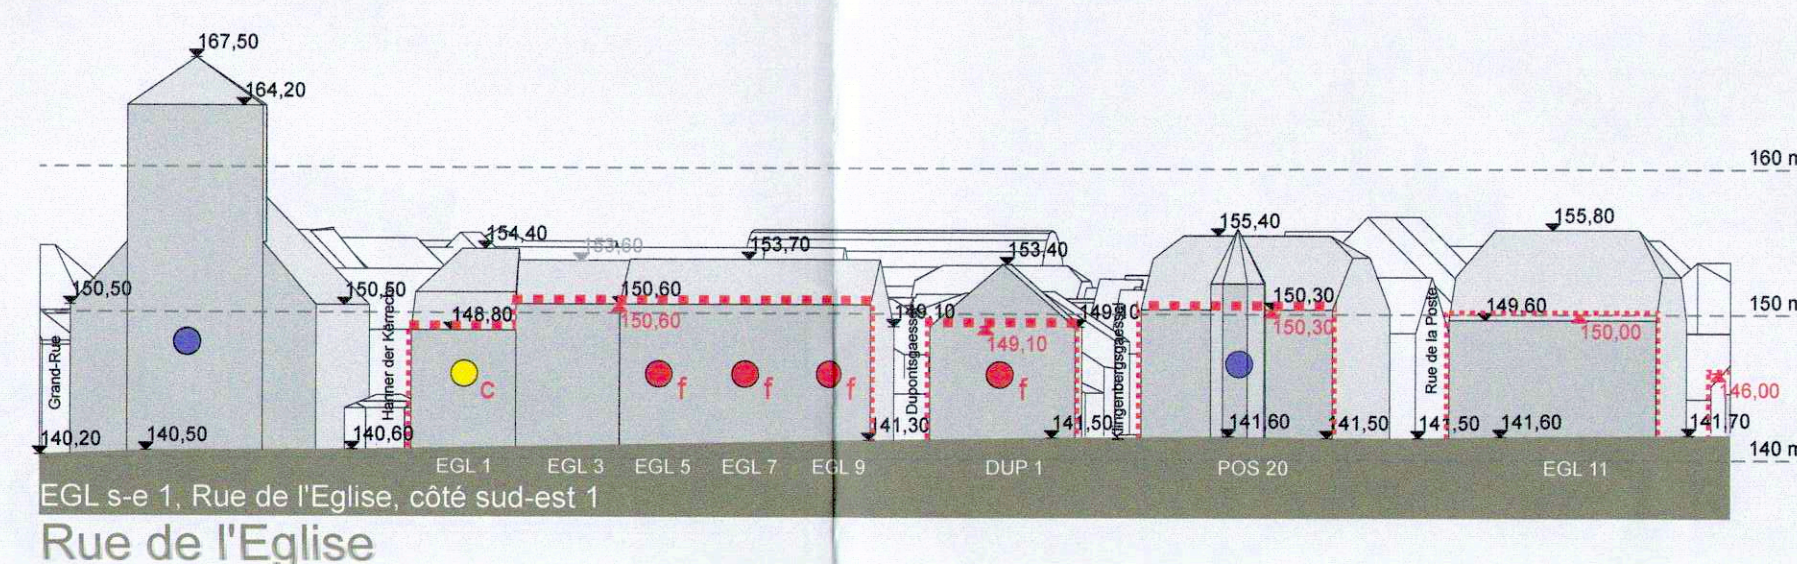 167,50
164,20
160 m
155,40
155,80
154,40
153,60
153,70
153,40
150,50
150,50
150,60
150,60
150,30
150,30
150 m
149,60
150,00
148,80
149,10
149,10
Grand-Rue
Hanner der Kärrech
Dupontsgaessel
Klingenbergsgaessel
Rue de la Poste
c
f
f
f
f
146,00
140,20
140,50
140,60
141,30
141,50
141,60
141,50
141,50
141,60
141,70
140 m
EGL 1
EGL 3
EGL 5
EGL 7
EGL 9
DUP 1
POS 20
EGL 11
EGL s-e 1, Rue de l'Eglise, côté sud-est 1
Rue de l'Eglise